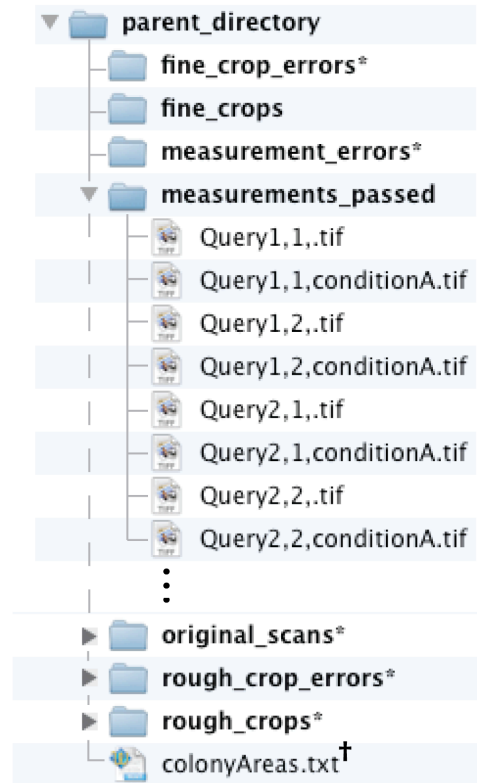 parent_directory
fine_crop_errors*
fine_crops
measurement_errors*
measurements_passed
Query1,1,.tif
Query1,1,conditionA.tif
Query1,2,.tif
Query1,2,conditionA.tif
Query2,1,.tif
Query2,1,conditionA.tif
Query2,2,.tif
Query2,2,conditionA.tif
original_scans*
rough_crop_errors*
rough_crops*
colonyAreas.txt†